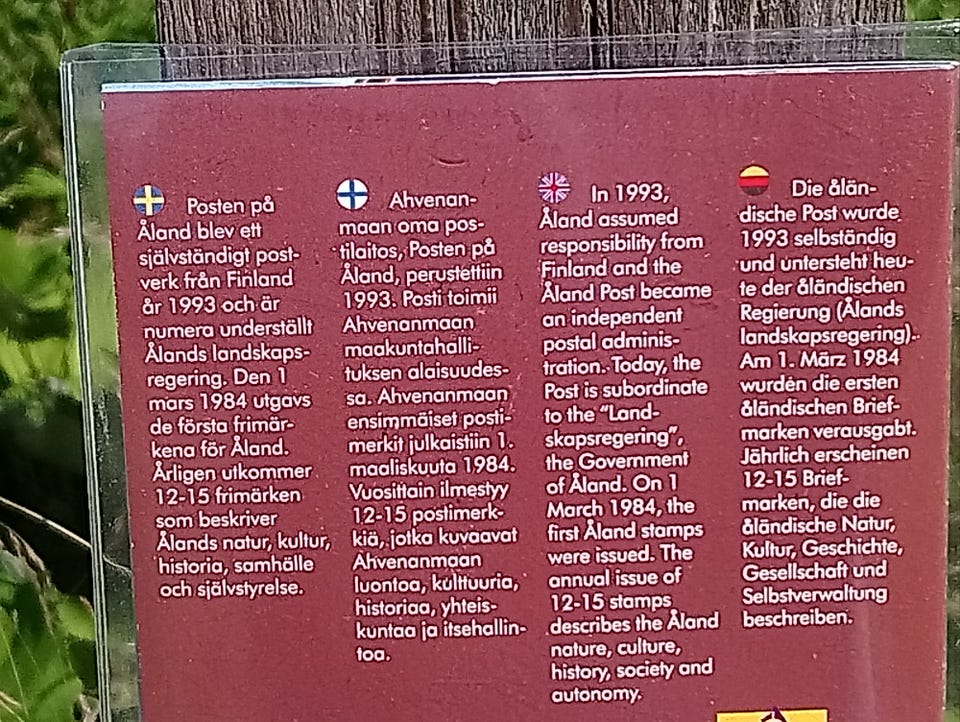 Posten på
Åland blev ett
självständigt post-
verk från Finland
år 1993 och är
numera underställt
Ålands landskaps-
regering. Den 1
mars 1984 utgavs
de första frimär-
kena för Åland.
Årligen utkommer
12-15 frimärken
som beskriver
Ålands natur, kultur,
historia, samhälle
och självstyrelse.
Ahvenan-
maan oma pos-
tilaitos, Posten på
Åland, perustettiin
1993. Posti toimii
Ahvenanmaan
maakuntahalli-
tuksen alaisuudes-
sa. Ahvenanmaan
ensimmäiset posti-
merkit julkaistiin 1.
maaliskuuta 1984.
Vuosittain ilmestyy
12-15 postimerk-
kiä, jotka kuvaavat
Ahvenanmaan
luontoa, kulttuuria,
historiaa, yhteis-
kuntaa ja itsehallin-
toa.
In 1993,
Åland assumed
responsibility from
Finland and the
Åland Post became
an independent
postal adminis-
tration. Today, the
Post is subordinate
to the "Land-
skapsregering",
the Government
of Åland. On 1
March 1984, the
first Åland stamps
were issued. The
annual issue of
12-15 stamps
describes the Åland
nature, culture,
history, society and
autonomy.
Die ålän-
dische Post wurde
1993 selbständig
und untersteht heu-
te der åländischen
Regierung (Ålands
landskapsregering).
Am 1. März 1984
wurden die ersten
åländischen Brief-
marken verausgabt.
Jährlich erscheinen
12-15 Brief-
marken, die die
åländische Natur,
Kultur, Geschichte,
Gesellschaft und
Selbstverwaltung
beschreiben.